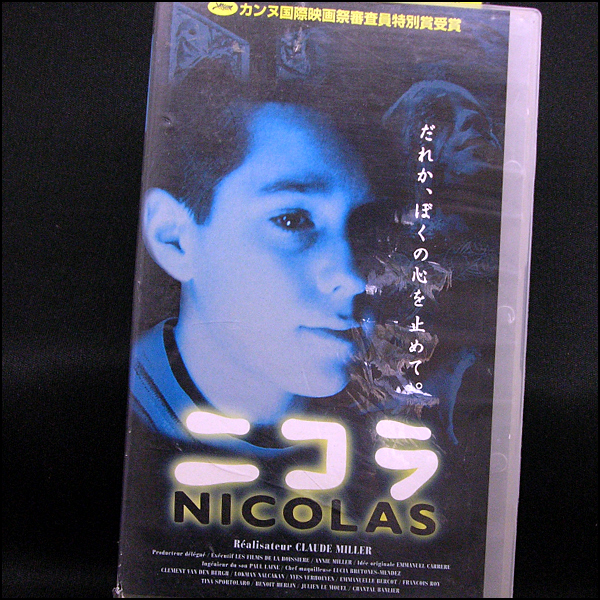 カンヌ国際映画祭審査員特別賞受賞
だれか、ぼくの心を止めて。
ニコラ
NICOLAS
Réalisateur CLAUDE MILLER
Producteur délégué / Exécutif LES FILMS DE LA BOISSIERE / ANNIE MILLER / Idée originale EMMANUEL CARRERE
Ingénieur du son PAUL LAINE / Chef maquilleuse LUCIA BRETONES-MENDEZ
CLEMENT VAN DEN BERGH / LOKMAN NALCAKAN / YVES VERHOEVEN / EMMANUELLE BERCOT / FRANCOIS ROY
TINA SPORTOLARO / BENOIT BERLIN / JULIEN LE MOUEL / CHANTAL BANLIER